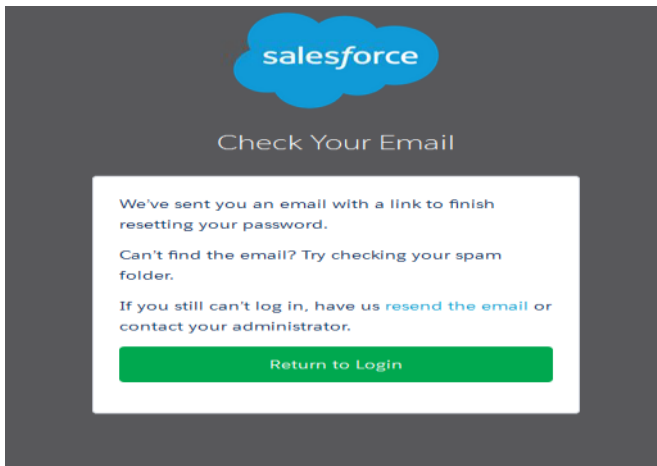 salesforce
Check Your Email
We've sent you an email with a link to finish
resetting your password.
Can't find the email? Try checking your spam
folder.
If you still can't log in, have us resend the email or
contact your administrator.
Return to Login